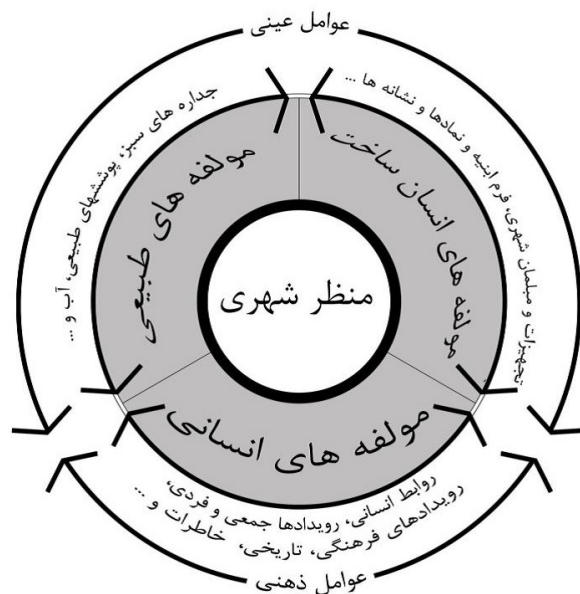 عوامل عینی
تجهیزات و مبلمان شهری، فرم ابنیه و نمادها و نشانه ها ...
جداره های سبز، پوششهای طبیعی، آب و ...
مولفه های انسان ساخت
مولفه های طبیعی
منظر شهری
مولفه های انسانی
روابط انسانی، رویدادها جمعی و فردی،
رویدادهای فرهنگی، تاریخی، خاطرات و ...
عوامل ذهنی